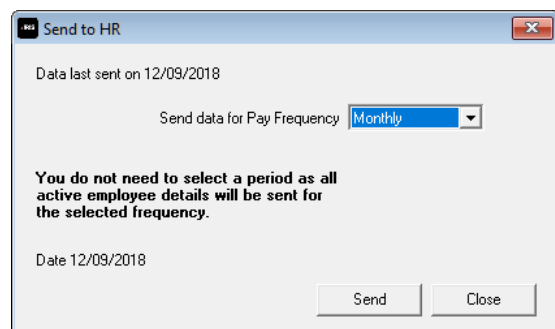 IRIS Send to HR
Data last sent on 12/09/2018
Send data for Pay Frequency Monthly
You do not need to select a period as all
active employee details will be sent for
the selected frequency.
Date 12/09/2018
Send Close